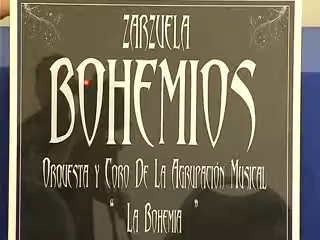 ZARZUELA
BOHEMIOS
ORQUESTA Y CORO DE LA AGRUPACIÓN MUSICAL
" LA BOHEMIA "